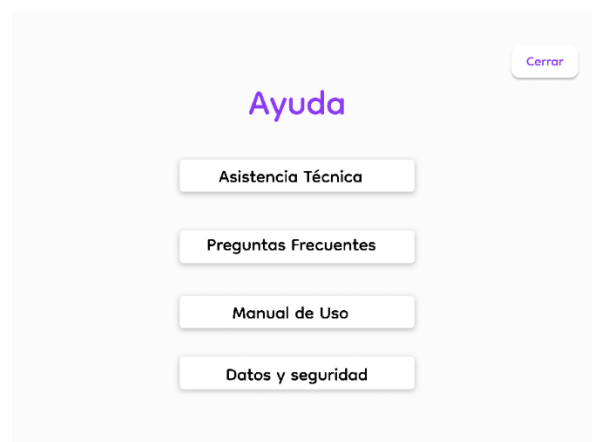 Cerrar
Ayuda
Asistencia Técnica
Preguntas Frecuentes
Manual de Uso
Datos y seguridad